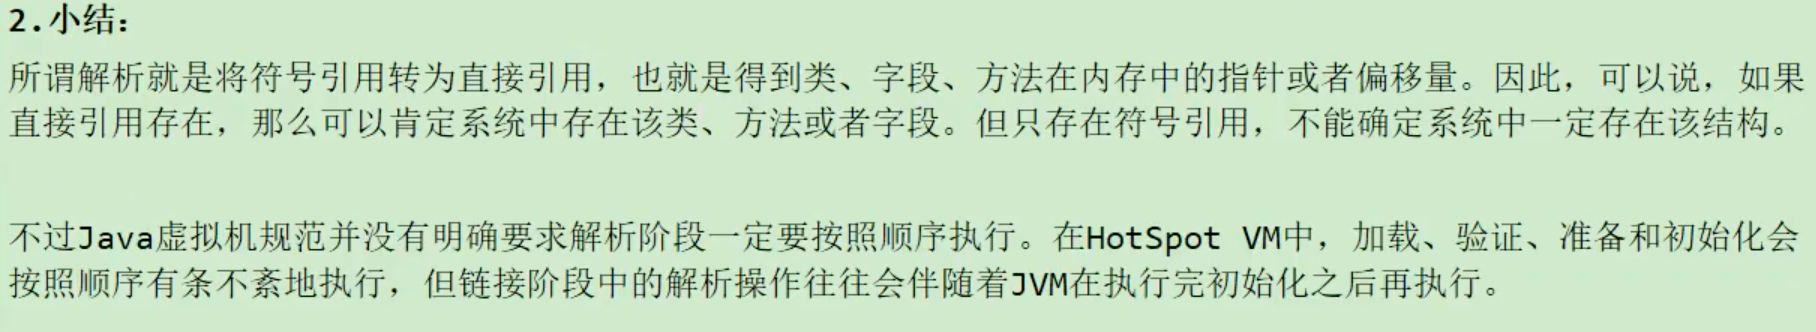 2.小结：
所谓解析就是将符号引用转为直接引用，也就是得到类、字段、方法在内存中的指针或者偏移量。因此，可以说，如果
直接引用存在，那么可以肯定系统中存在该类、方法或者字段。但只存在符号引用，不能确定系统中一定存在该结构。
不过Java虚拟机规范并没有明确要求解析阶段一定要按照顺序执行。在HotSpot VM中，加载、验证、准备和初始化会
按照顺序有条不紊地执行，但链接阶段中的解析操作往往会伴随着JVM在执行完初始化之后再执行。